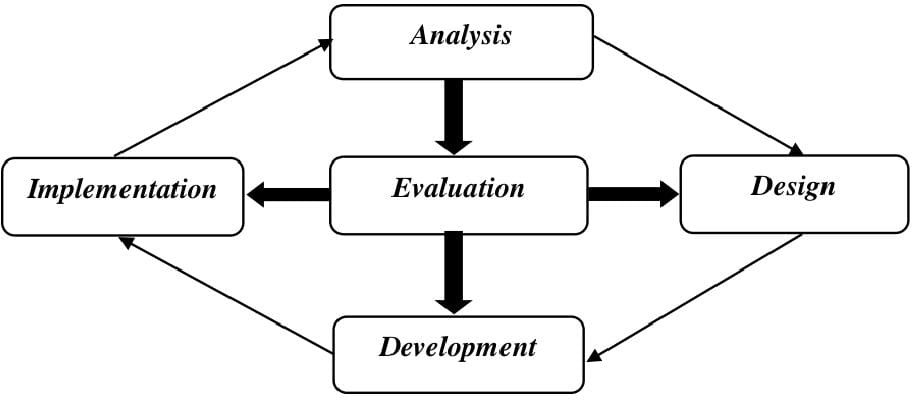 Analysis
Implementation
Evaluation
Design
Development